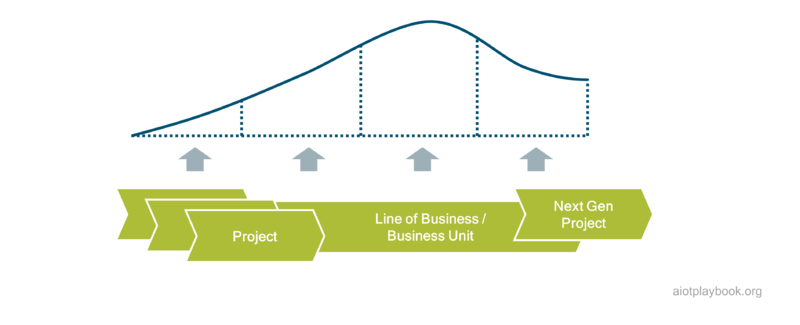 Project
Line of Business /
Business Unit
Next Gen
Project
aiotplaybook.org